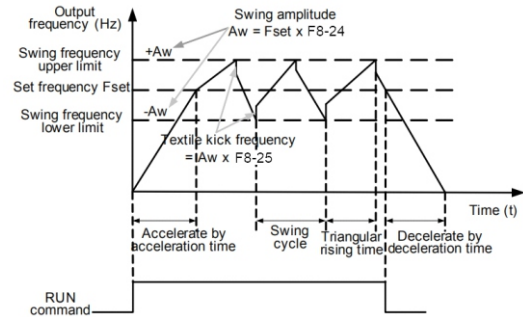 Output
frequency (Hz)
Swing amplitude
Aw = Fset x F8-24
Swing frequency
upper limit
+Aw
Set frequency Fset
Swing frequency
lower limit
-Aw
Textile kick frequency
= Aw x F8-25
Time (t)
Accelerate by
acceleration time
Swing
cycle
Triangular
rising time
Decelerate by
deceleration time
RUN
command